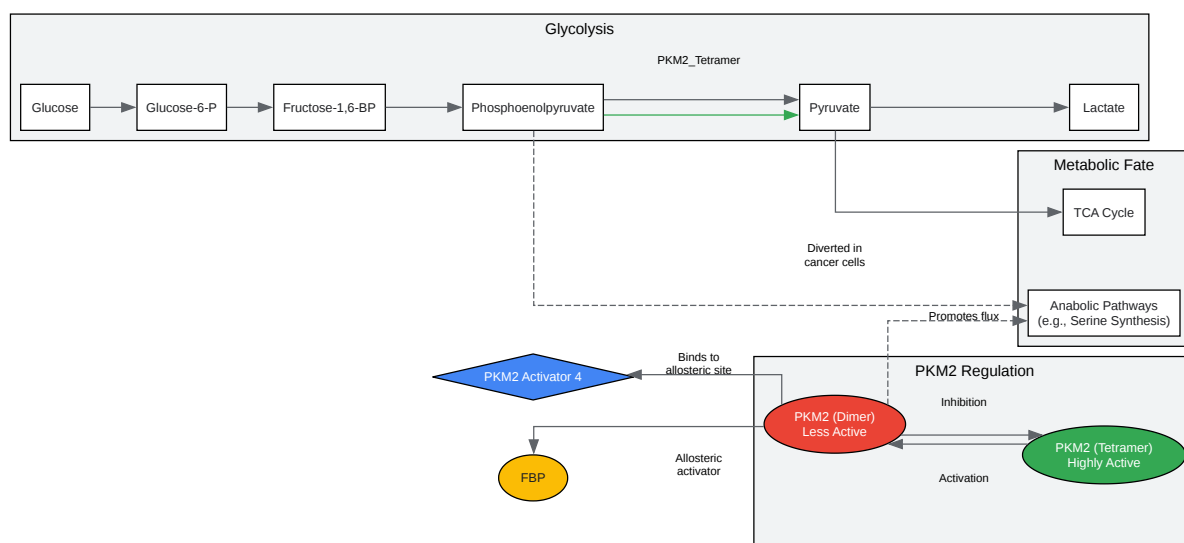 Glycolysis
PKM2_Tetramer
Glucose
Glucose-6-P
Fructose-1,6-BP
Phosphoenolpyruvate
Pyruvate
Lactate
Metabolic Fate
TCA Cycle
Diverted in
cancer cells
Anabolic Pathways
(e.g., Serine Synthesis)
Promotes flux
Binds to
allosteric site
PKM2 Activator 4
PKM2 Regulation
Inhibition
PKM2 (Dimer)
Less Active
PKM2 (Tetramer)
Highly Active
Allosteric
activator
Activation
FBP